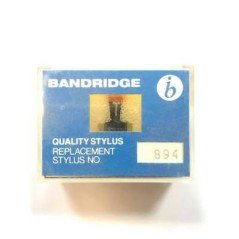 BANDRIDGE
b
QUALITY STYLUS
REPLACEMENT
STYLUS NO.
894